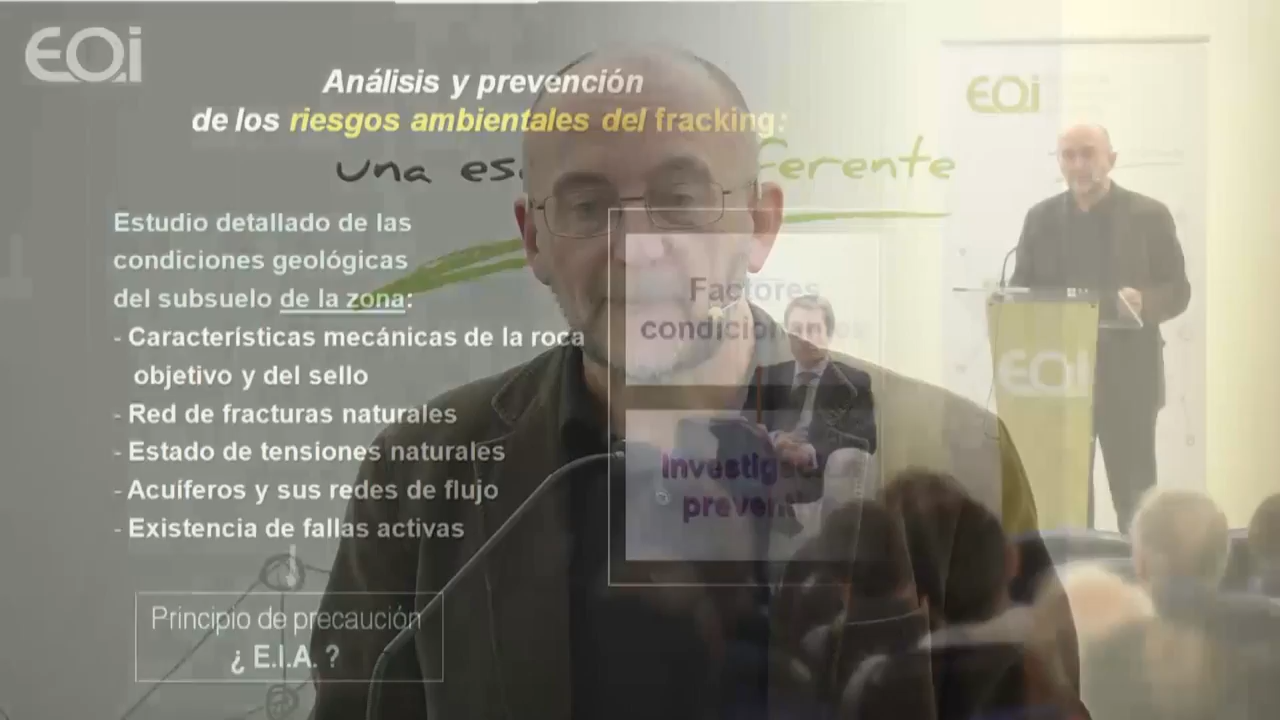 EOi
Análisis y prevención
de los riesgos ambientales del fracking:
una es
ferente
EOi
Estudio detallado de las
condiciones geológicas
del subsuelo de la zona:
- Características mecánicas de la roca
objetivo y del sello
- Red de fracturas naturales
- Estado de tensiones naturales
- Acuíferos y sus redes de flujo
- Existencia de fallas activas
Factores
Principio de precaución
¿ E.I.A. ?
EOi